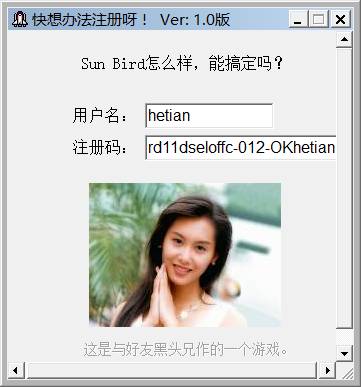 快想办法注册呀！ Ver: 1.0版
Sun Bird怎么样，能搞定吗？
用户名： hetian
注册码： rd11dseloffc-012-OKhetian
这是与好友黑头兄作的一个游戏。